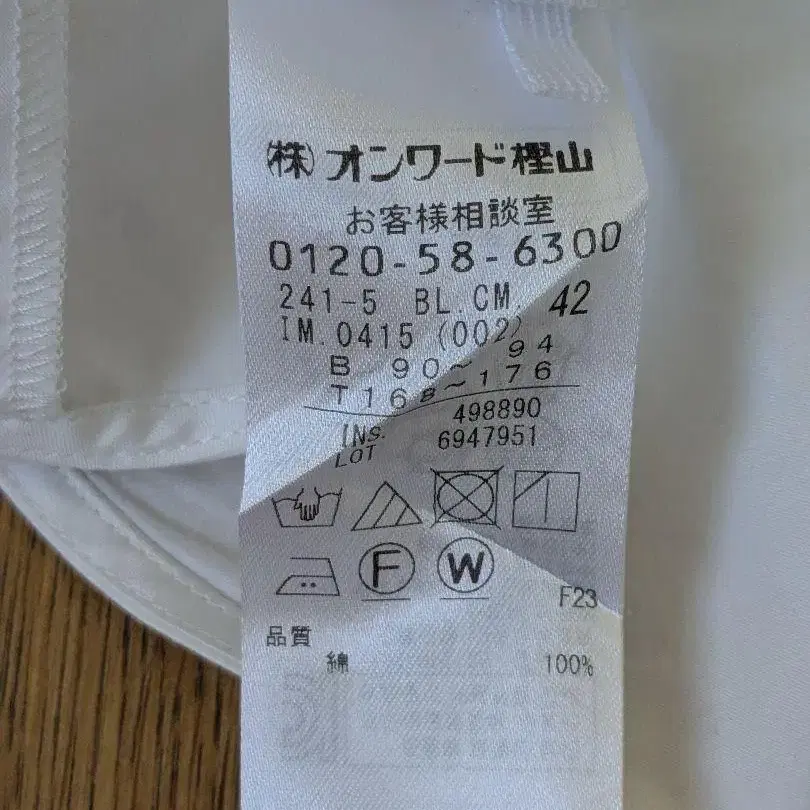 ㈱オンワード樫山
お客様相談室
0120-58-6300
241-5 BL.CM. 42
IM.0415 (002)
B 90～94
T168～176
INS. 498890
LOT 6947951
F W
F23
品質
綿 100%